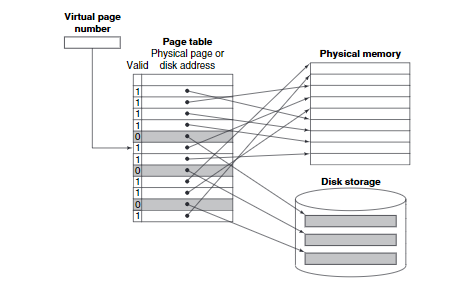 Virtual page
number
Page table
Physical page or
Valid disk address
Physical memory
1
1
1
1
0
1
1
0
1
1
0
1
Disk storage